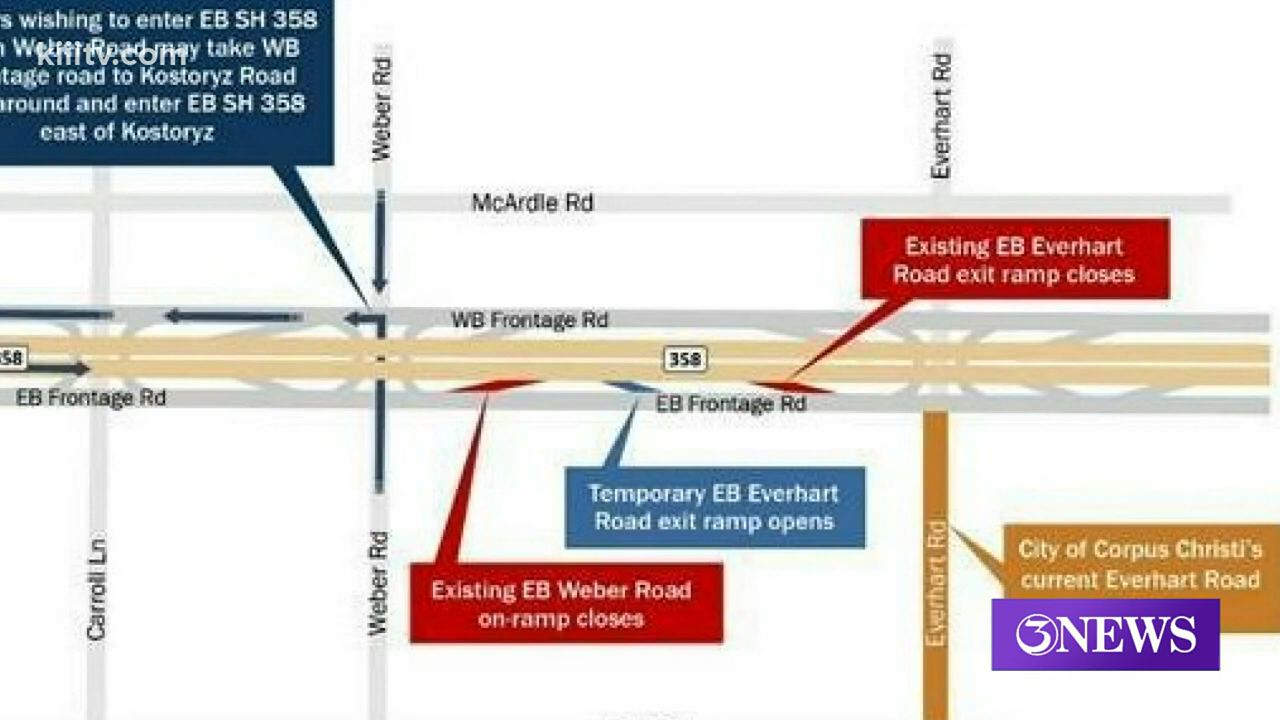 s wishing to enter EB SH 358
Weber Road may take WB
tage road to Kostoryz Road
around and enter EB SH 358
east of Kostoryz
kiiitv.com
Weber Rd
Everhart Rd
McArdle Rd
Existing EB Everhart
Road exit ramp closes
WB Frontage Rd
358
358
EB Frontage Rd
EB Frontage Rd
Temporary EB Everhart
Road exit ramp opens
Existing EB Weber Road
on-ramp closes
Carroll Ln
Weber Rd
Everhart Rd
City of Corpus Christi's
current Everhart Road
3NEWS